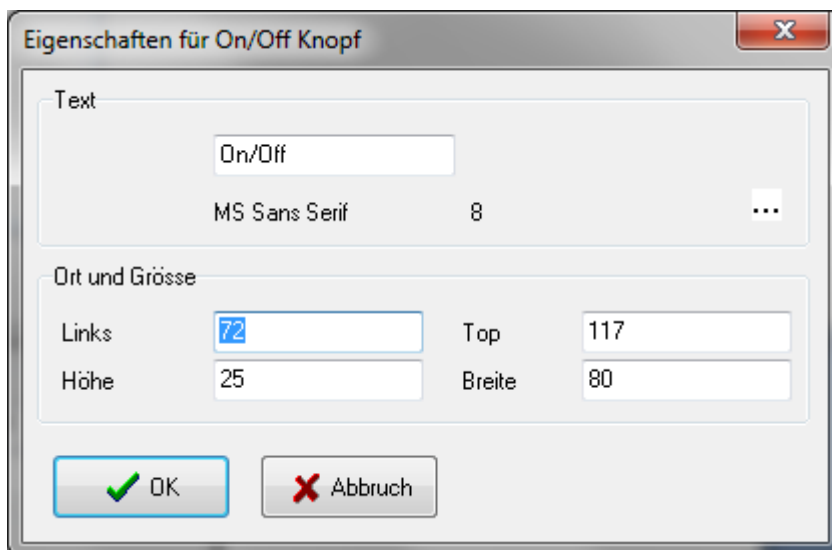 Eigenschaften für On/Off Knopf
Text
On/Off
MS Sans Serif 8 ...
Ort und Grösse
Links 72 Top 117
Höhe 25 Breite 80
OK Abbruch